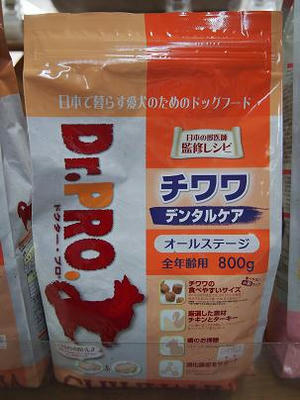 日本で暮らす愛犬のためのドッグフード
Dr.PRO.
ドクター・プロ
日本の獣医師
監修レシピ
チワワ
デンタルケア
オールステージ
全年齢用 800g
チワワの
食べやすいサイズ
厳選した素材
チキンとターキー